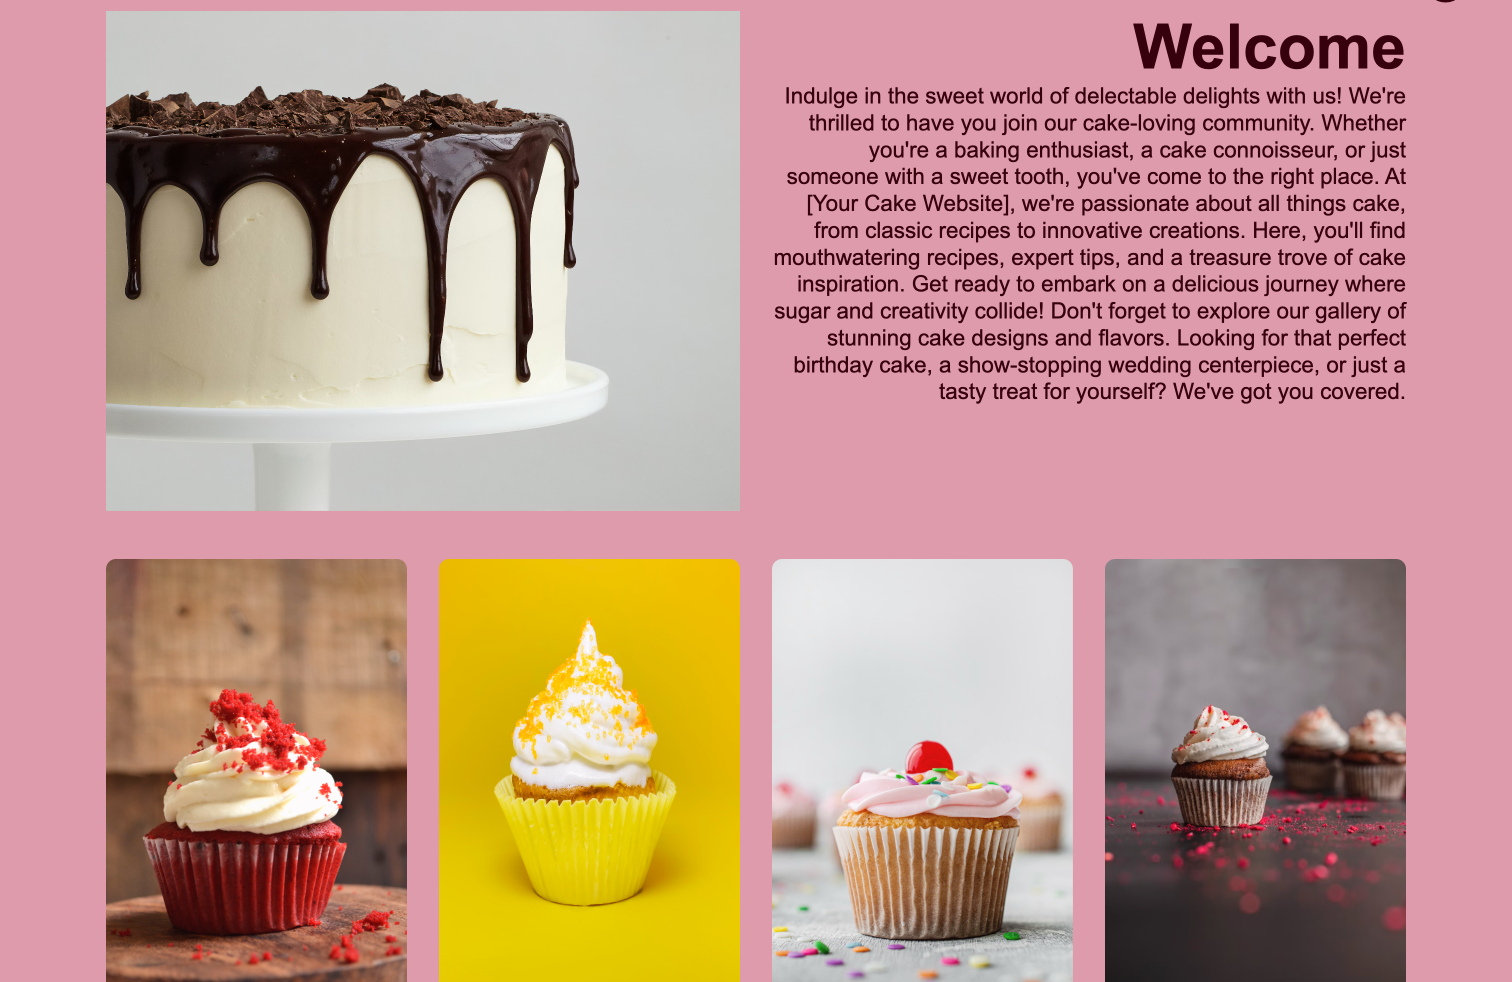 Welcome
Indulge in the sweet world of delectable delights with us! We're
thrilled to have you join our cake-loving community. Whether
you're a baking enthusiast, a cake connoisseur, or just
someone with a sweet tooth, you've come to the right place. At
[Your Cake Website], we're passionate about all things cake,
from classic recipes to innovative creations. Here, you'll find
mouthwatering recipes, expert tips, and a treasure trove of cake
inspiration. Get ready to embark on a delicious journey where
sugar and creativity collide! Don't forget to explore our gallery of
stunning cake designs and flavors. Looking for that perfect
birthday cake, a show-stopping wedding centerpiece, or just a
tasty treat for yourself? We've got you covered.